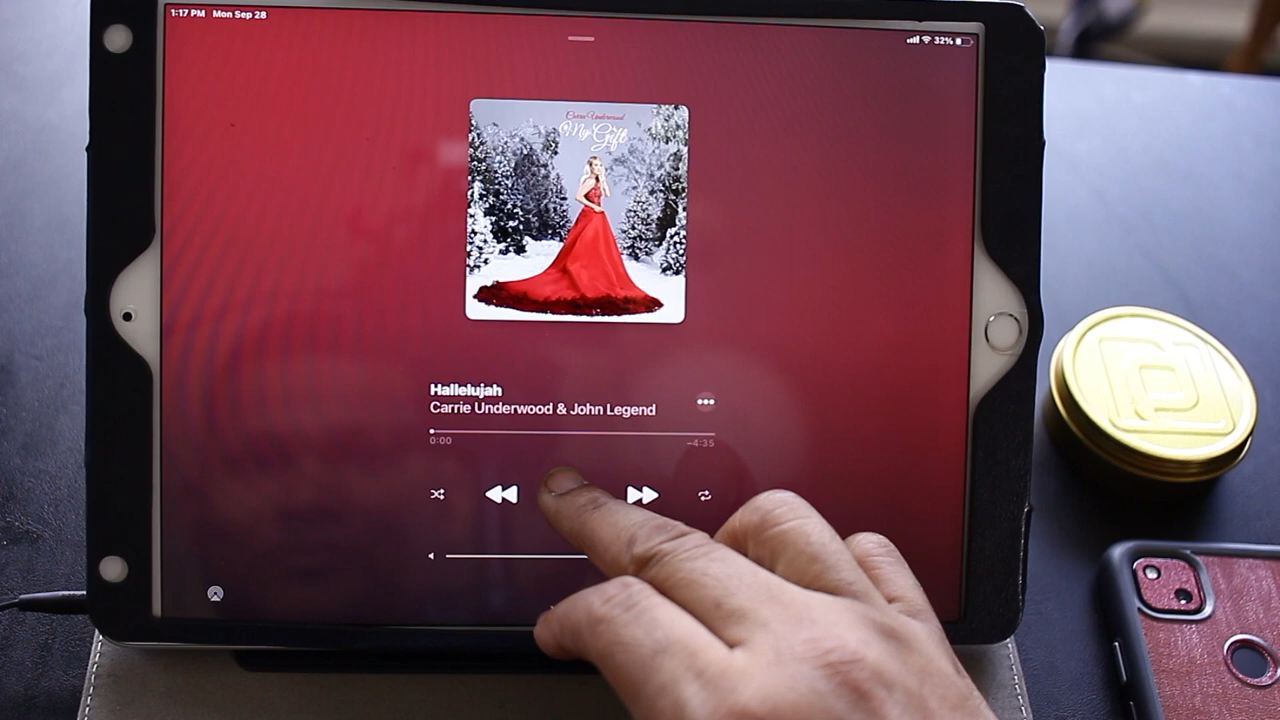 1:17 PM Mon Sep 28
32%
Carrie Underwood
My Gift
Hallelujah
Carrie Underwood & John Legend
0:00
-4:35